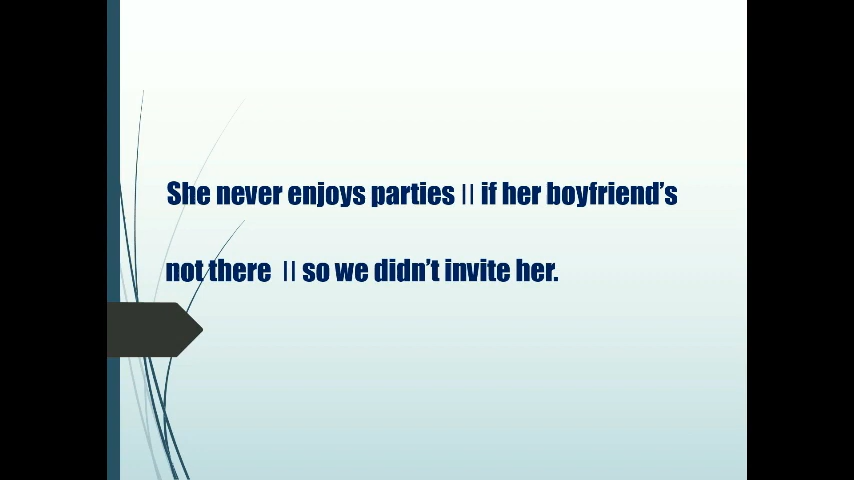 She never enjoys parties || if her boyfriend's
not there || so we didn't invite her.